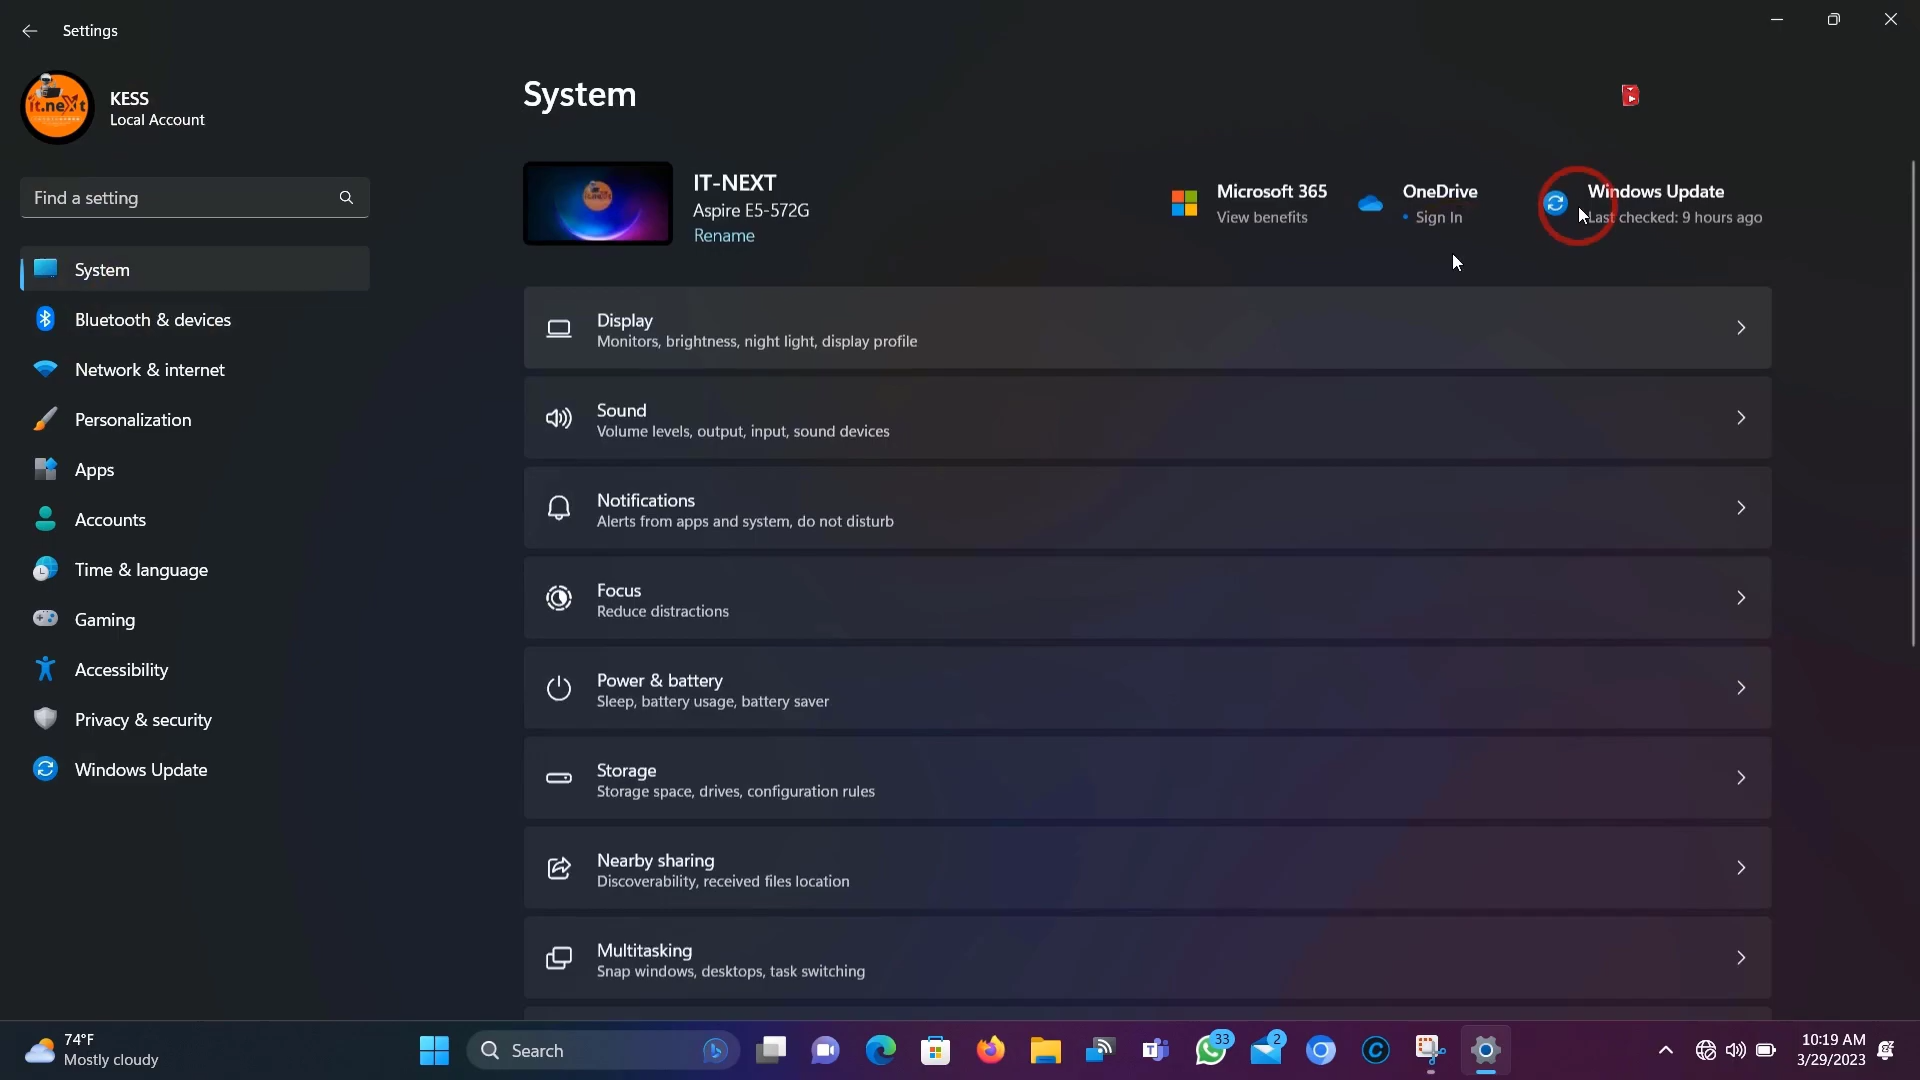 Settings
KESS
Local Account
Find a setting
System
Bluetooth & devices
Network & internet
Personalization
Apps
Accounts
Time & language
Gaming
Accessibility
Privacy & security
Windows Update
System
it.neXt
IT-NEXT
Aspire E5-572G
Rename
Microsoft 365
View benefits
OneDrive
• Sign In
Windows Update
Last checked: 9 hours ago
Display
Monitors, brightness, night light, display profile
Sound
Volume levels, output, input, sound devices
Notifications
Alerts from apps and system, do not disturb
Focus
Reduce distractions
Power & battery
Sleep, battery usage, battery saver
Storage
Storage space, drives, configuration rules
Nearby sharing
Discoverability, received files location
Multitasking
Snap windows, desktops, task switching
74°F
Mostly cloudy
Search
33
2
10:19 AM
3/29/2023